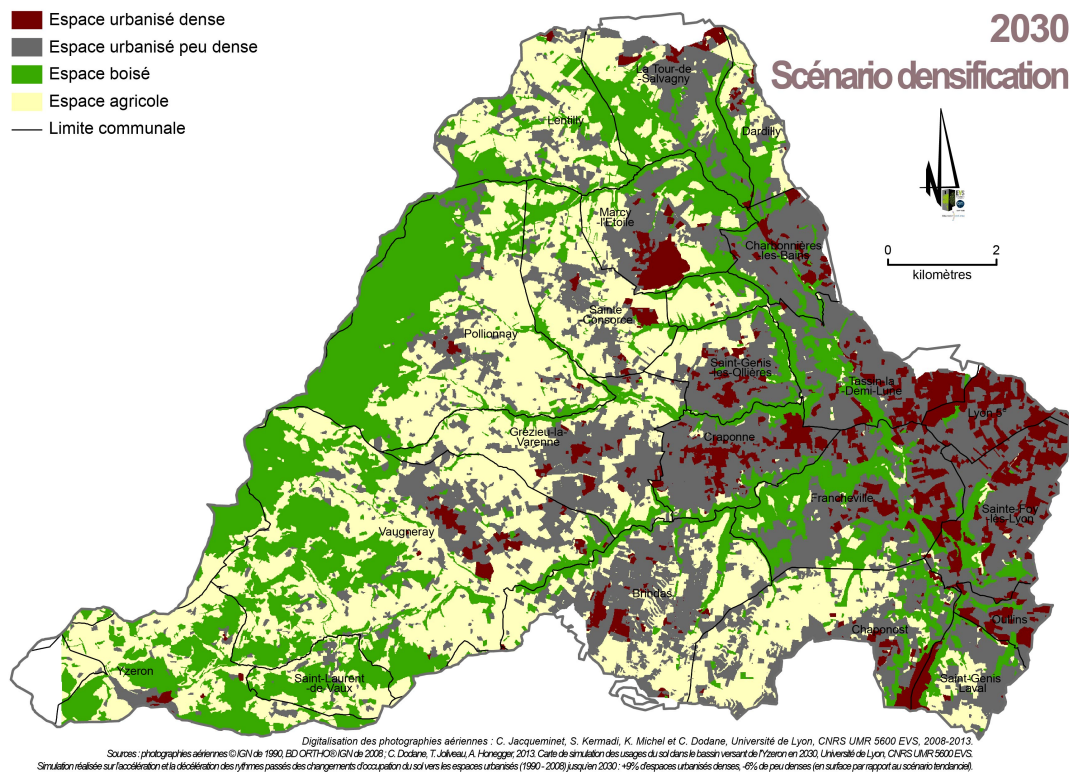 Espace urbanisé dense
Espace urbanisé peu dense
Espace boisé
Espace agricole
Limite communale
2030
Scénario densification
0 2
kilomètres
La Tour-de
-Salvagny
Lentilly
Dardilly
Marcy
-l'Etoile
Charbonnières
-les-Bains
Sainte
-Consorce
Pollionnay
Saint-Genis
-les-Ollières
Tassin-la
-Demi-Lune
Lyon 5°
Grézieu-la-
Varenne
Craponne
Francheville
Sainte-Foy
-lès-Lyon
Vaugneray
Brindas
Chaponost
Oullins
Yzeron
Saint-Laurent
-de-Vaux
Saint-Genis
-Laval
Digitalisation des photographies aériennes : C. Jacqueminet, S. Kermadi, K. Michel et C. Dodane, Université de Lyon, CNRS UMR 5600 EVS, 2008-2013.
Sources : photographies aériennes © IGN de 1990, BD ORTHO® IGN de 2008 ; C. Dodane, T. Joliveau, A. Honegger, 2013, Carte de simulation des usages du sol dans le bassin versant de l'Yzeron en 2030, Université de Lyon, CNRS UMR 5600 EVS.
Simulation réalisée sur l'accélération et la décélération des rythmes passés des changements d'occupation du sol vers les espaces urbanisés (1990 - 2008) jusqu'en 2030 : +9% d'espaces urbanisés denses, -6% de peu denses (en surface par rapport au scénario tendanciel).